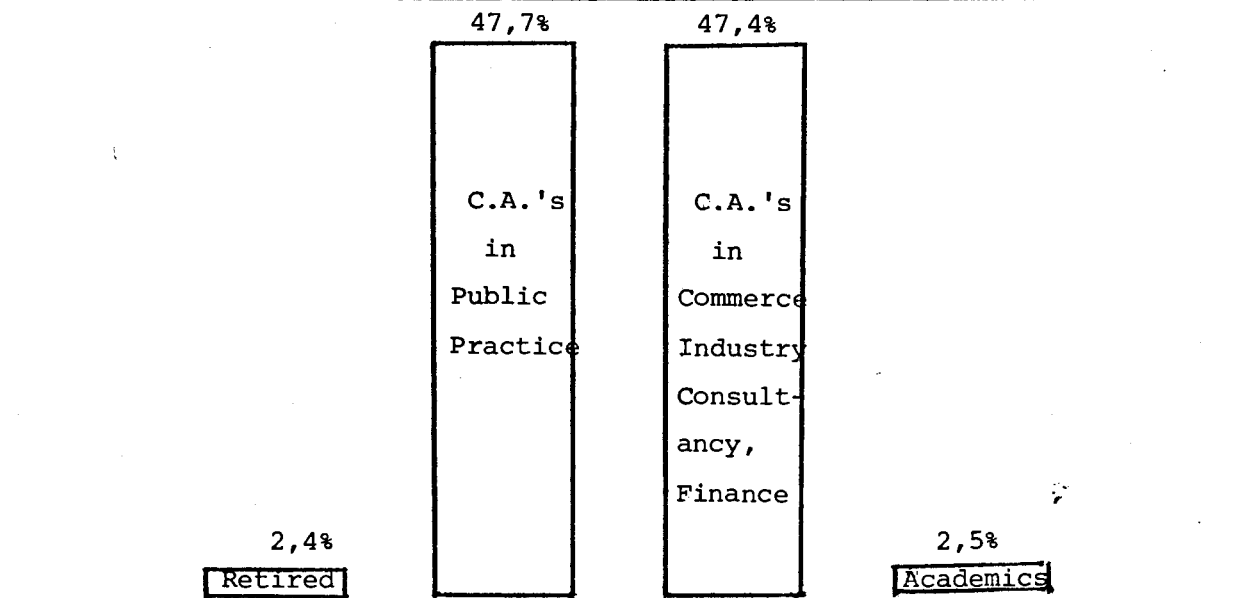 47,7%
47,4%
C.A.'s
in
Public
Practice
C.A.'s
in
Commerce
Industry
Consult-
ancy,
Finance
2,4%
Retired
2,5%
Academics